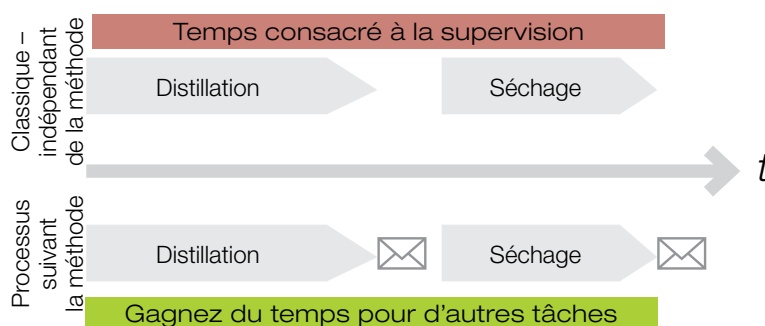 Temps consacré à la supervision
Classique –
indépendant
de la méthode
Distillation
Séchage
t
Processus
suivant
la méthode
Distillation
Séchage
Gagnez du temps pour d'autres tâches